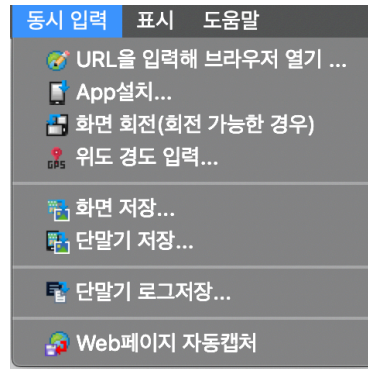 동시 입력 표시 도움말
URL을 입력해 브라우저 열기 ...
App설치...
화면 회전(회전 가능한 경우)
GPS 위도 경도 입력...
화면 저장...
단말기 저장...
단말기 로그저장...
Web페이지 자동캡처